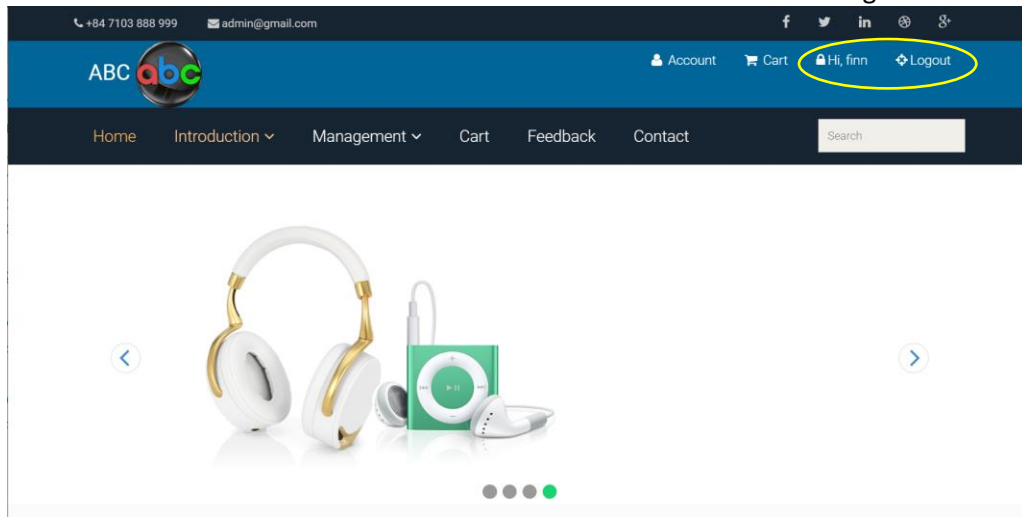 +84 7103 888 999 admin@gmail.com
ABC abc
Account Cart Hi, finn Logout
Home Introduction Management Cart Feedback Contact Search